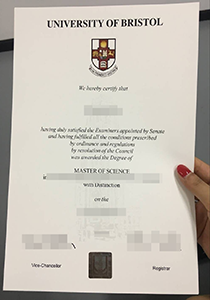 UNIVERSITY OF BRISTOL
We hereby certify that
having duly satisfied the Examiners appointed by Senate
and having fulfilled all the conditions prescribed
by ordinance and regulations
by resolution of the Council
was awarded the Degree of
MASTER OF SCIENCE
with Distinction
on the
Vice-Chancellor
Registrar